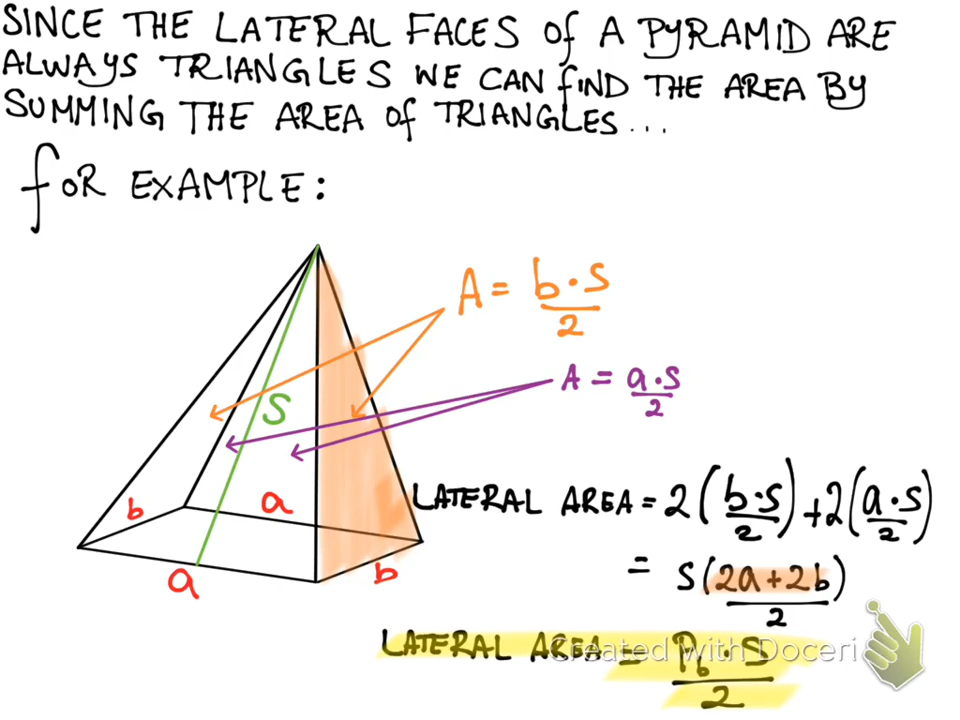 SINCE THE LATERAL FACES Of A PYRAMID ARE
ALWAYS TRIANGLES WE CAN fIND THE AREA BY
SUMMING THE AREA Of TRIANGLES...
fOR EXAMPLE:
A = b·s/2
A = a·s/2
S
b
a
a
b
LATERAL AREA = 2(b·s/2)+2(a·s/2)
= s(2a+2b)/2
LATERAL AREA = Pb·S/2
Created with Doceri